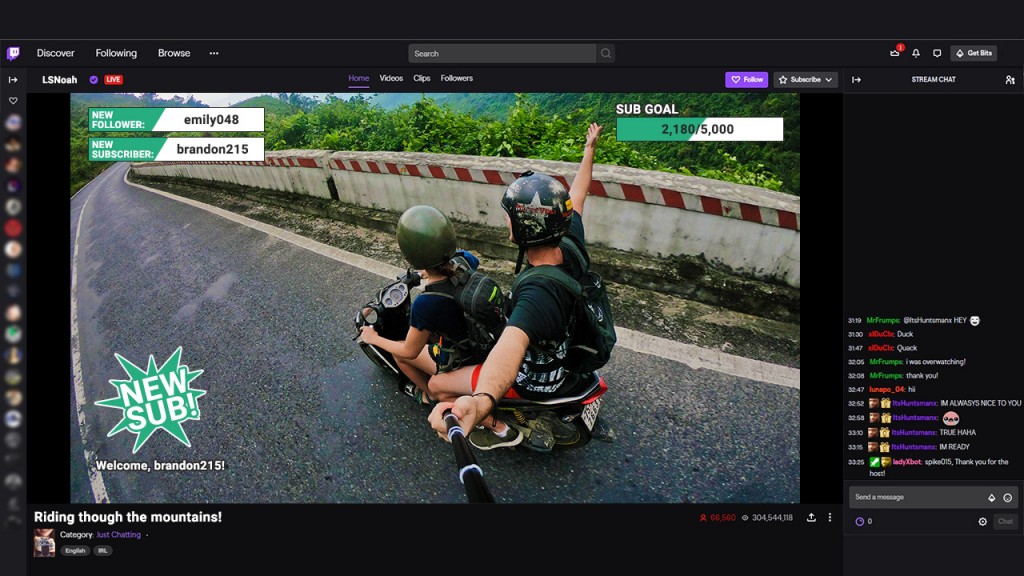 Discover Following Browse
Search
1
Get Bits
LSNoah LIVE
Home Videos Clips Followers
Follow
Subscribe
STREAM CHAT
NEW FOLLOWER: emily048
NEW SUBSCRIBER: brandon215
SUB GOAL
2,180/5,000
NEW SUB!
Welcome, brandon215!
31:19 MrFrumps: @ItsHuntsmanx HEY
31:30 slDuCIx: Duck
31:47 slDuCIx: Quack
32:05 MrFrumps: i was overwatching!
32:08 MrFrumps: thank you!
32:47 lunapo_04: hii
32:52 ItsHuntsmanx: IM ALWASYS NICE TO YOU
32:58 ItsHuntsmanx:
33:10 ItsHuntsmanx: TRUE HAHA
33:15 ItsHuntsmanx: IM READY
33:25 ladyXbot: spike015, Thank you for the
host!
Send a message
0
Chat
Riding though the mountains!
66,560 304,544,118
Category: Just Chatting
English IRL